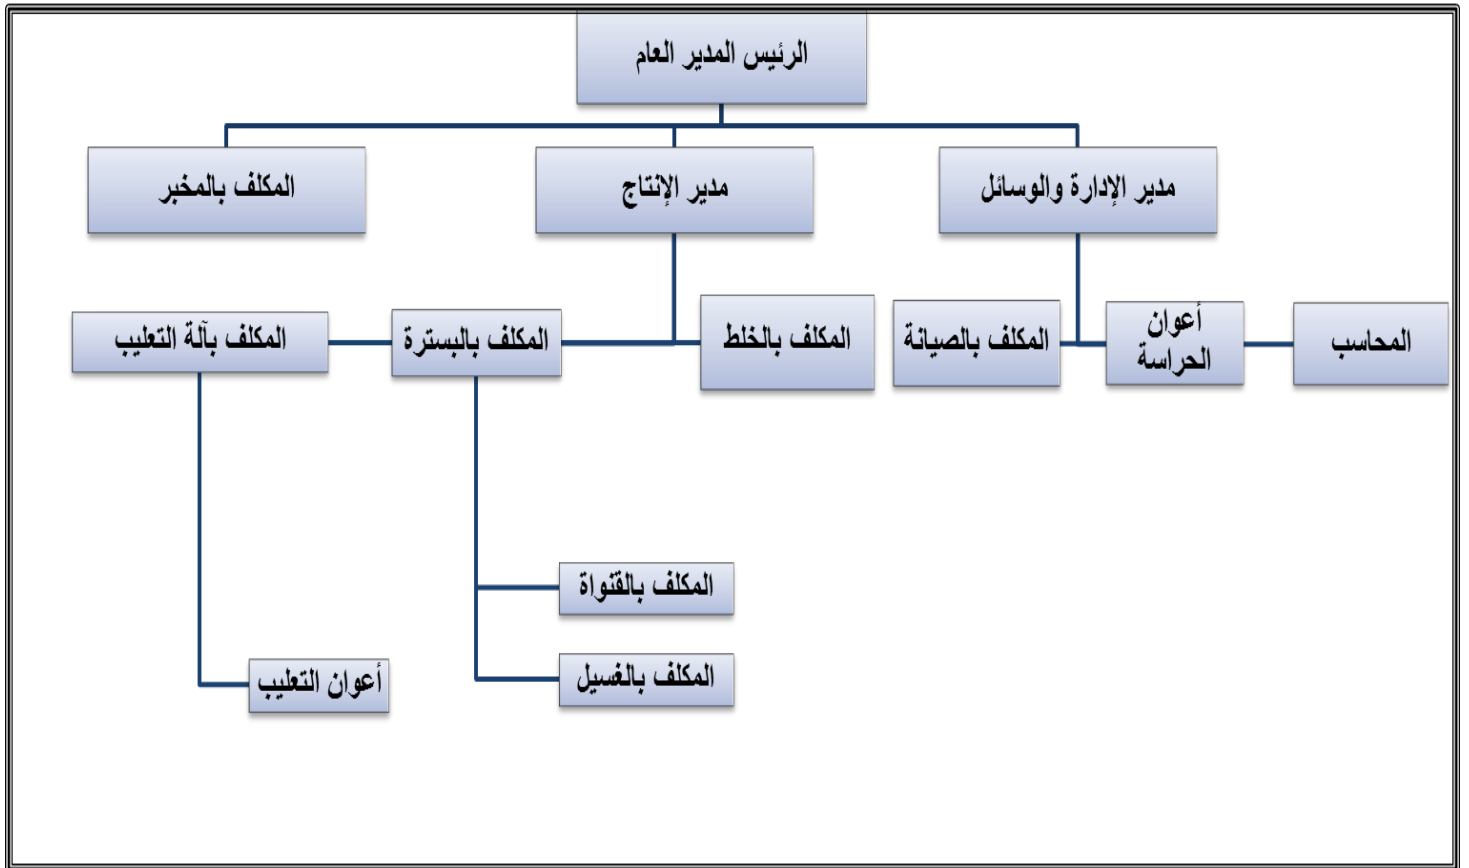 الرئيس المدير العام
مدير الإدارة والوسائل
مدير الإنتاج
المكلف بالمخبر
المحاسب
أعوان
الحراسة
المكلف بالصيانة
المكلف بالخلط
المكلف بالبسترة
المكلف بآلة التعليب
المكلف بالقنواة
المكلف بالغسيل
أعوان التعليب